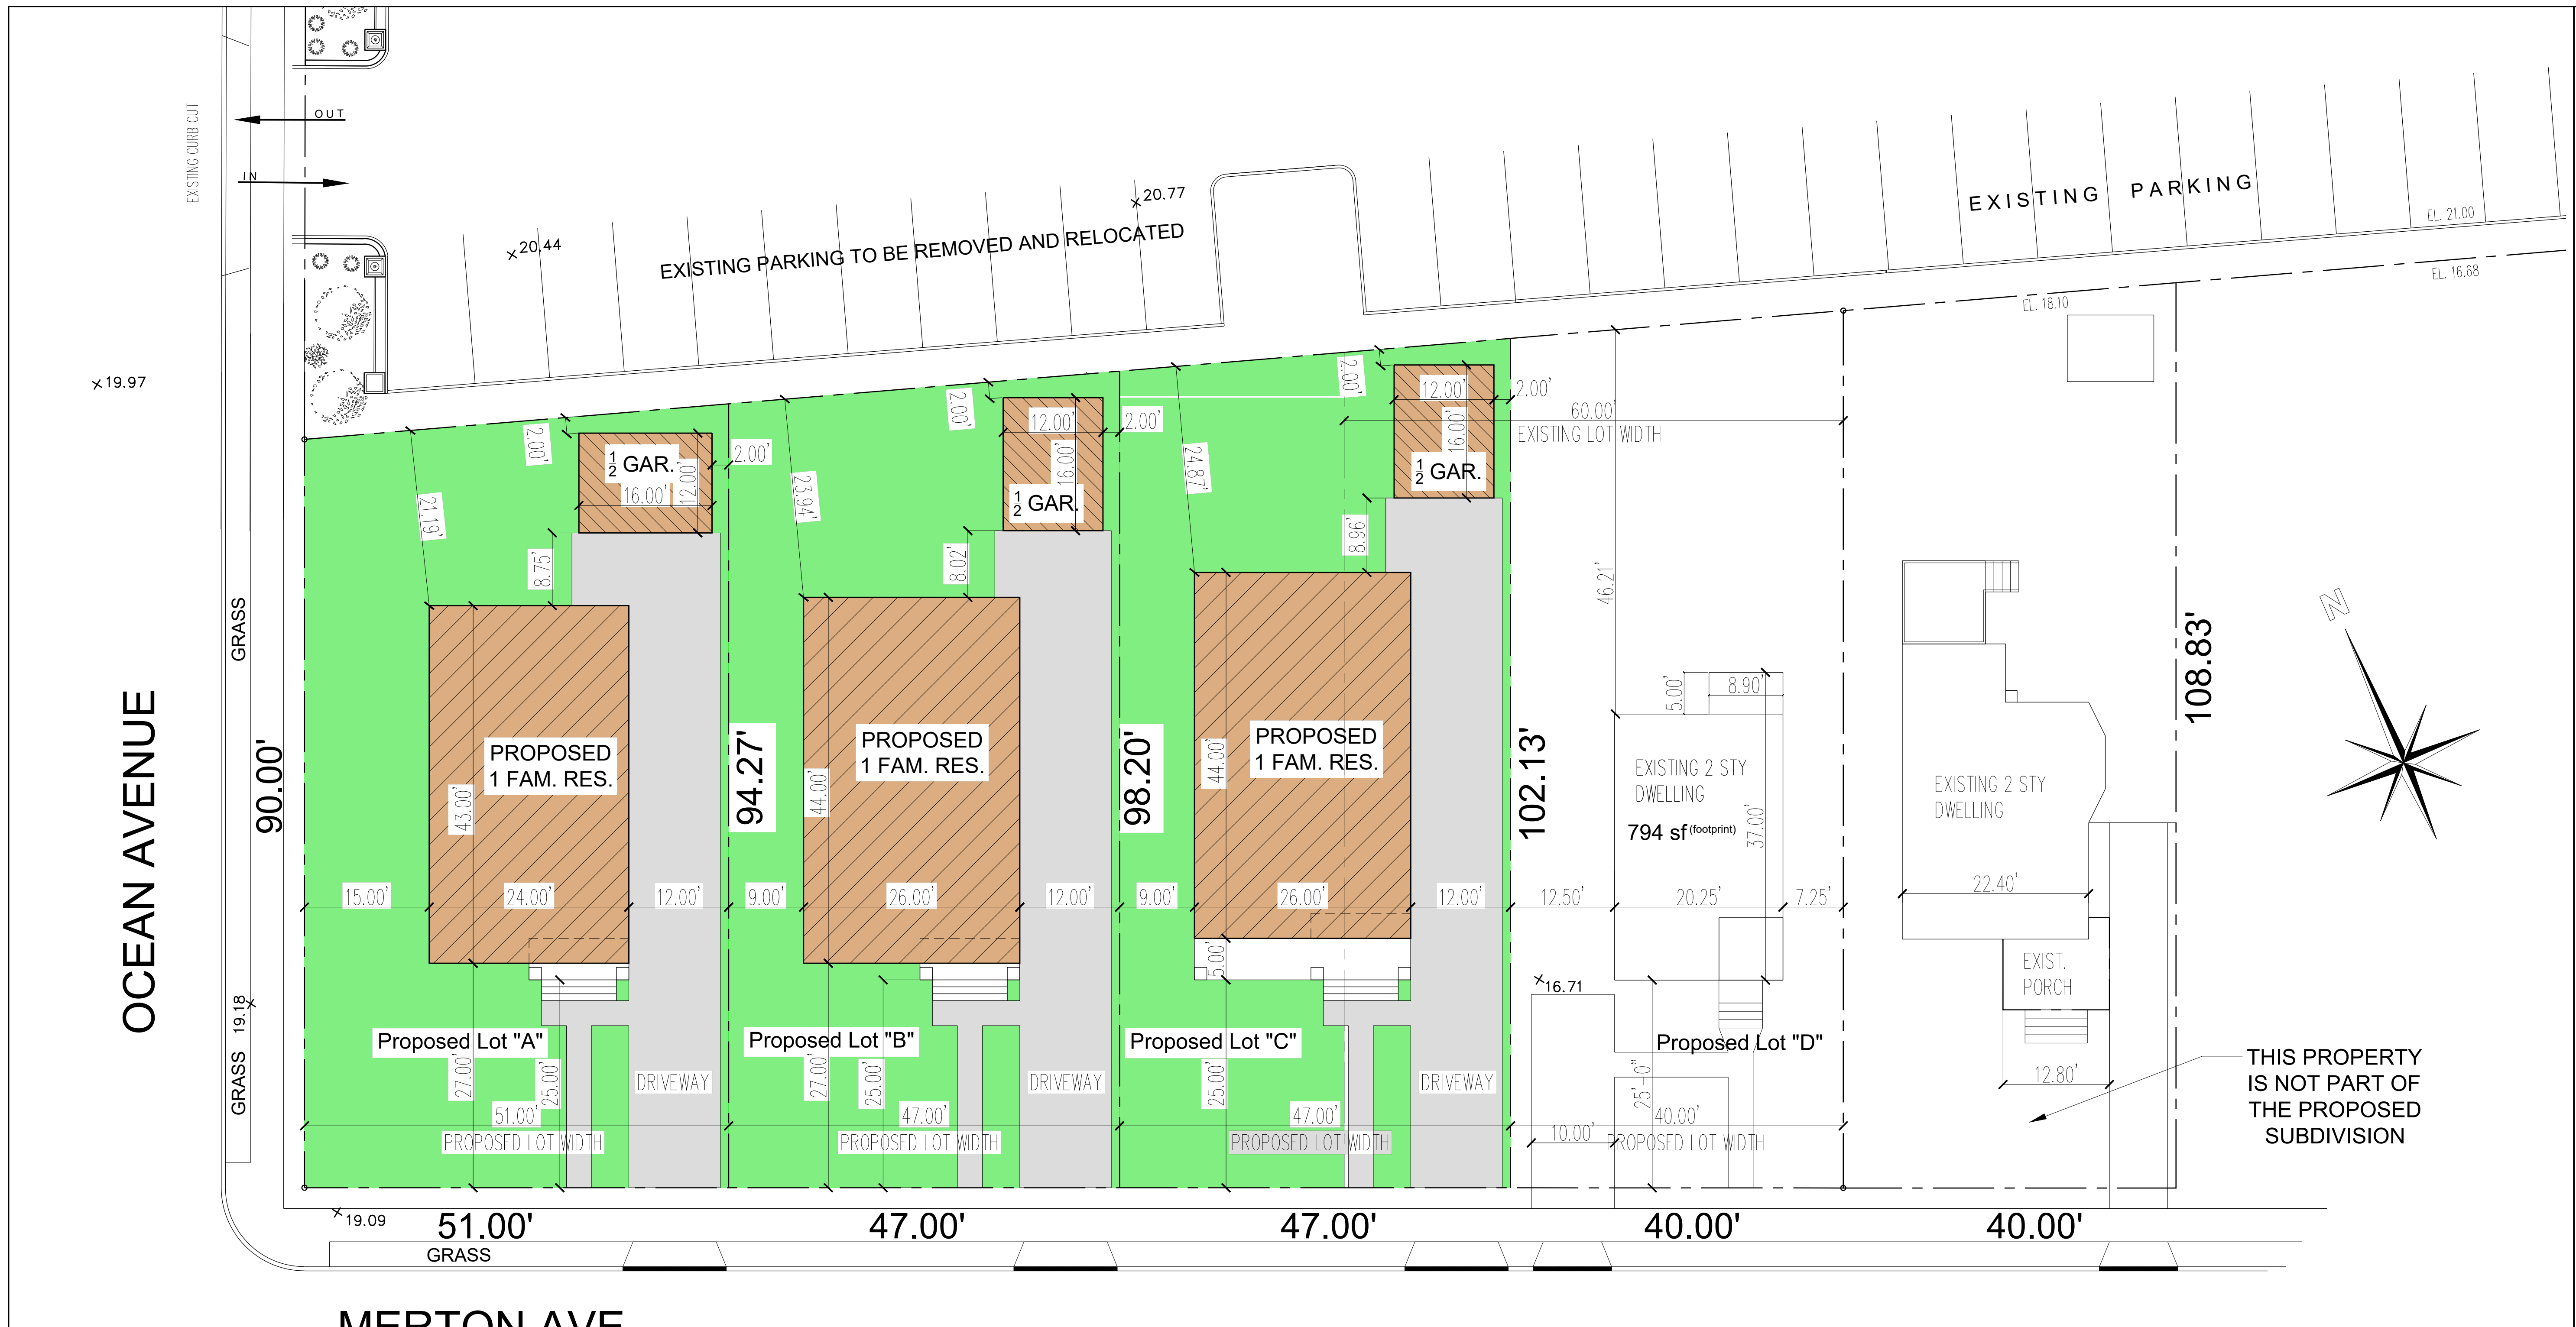 EXISTING CURB CUT
OUT
IN
20.44
20.77
EXISTING PARKING TO BE REMOVED AND RELOCATED
EXISTING PARKING
EL. 21.00
EL. 16.68
EL. 18.10
19.97
2.00'
1/2 GAR.
16.00'
12.00'
2.00'
21.19'
8.75'
2.00'
12.00'
16.00'
1/2 GAR.
2.00'
23.94'
8.02'
2.00'
12.00'
16.00'
1/2 GAR.
2.00'
24.87'
8.96'
60.00'
EXISTING LOT WIDTH
46.21'
OCEAN AVENUE
GRASS
GRASS
19.18
90.00'
94.27'
98.20'
102.13'
108.83'
N
PROPOSED
1 FAM. RES.
43.00'
PROPOSED
1 FAM. RES.
44.00'
PROPOSED
1 FAM. RES.
44.00'
5.00'
8.90'
EXISTING 2 STY
DWELLING
794 sf (footprint)
37.00'
EXISTING 2 STY
DWELLING
15.00'
24.00'
12.00'
9.00'
26.00'
12.00'
9.00'
26.00'
12.00'
12.50'
20.25'
7.25'
22.40'
5.00'
16.71
EXIST.
PORCH
Proposed Lot "A"
Proposed Lot "B"
Proposed Lot "C"
Proposed Lot "D"
27.00'
25.00'
27.00'
25.00'
25.00'
25'-0"
DRIVEWAY
DRIVEWAY
DRIVEWAY
12.80'
THIS PROPERTY
IS NOT PART OF
THE PROPOSED
SUBDIVISION
51.00'
PROPOSED LOT WIDTH
47.00'
PROPOSED LOT WIDTH
47.00'
PROPOSED LOT WIDTH
10.00'
40.00'
PROPOSED LOT WIDTH
19.09
51.00'
47.00'
47.00'
40.00'
40.00'
GRASS
MERTON AVE